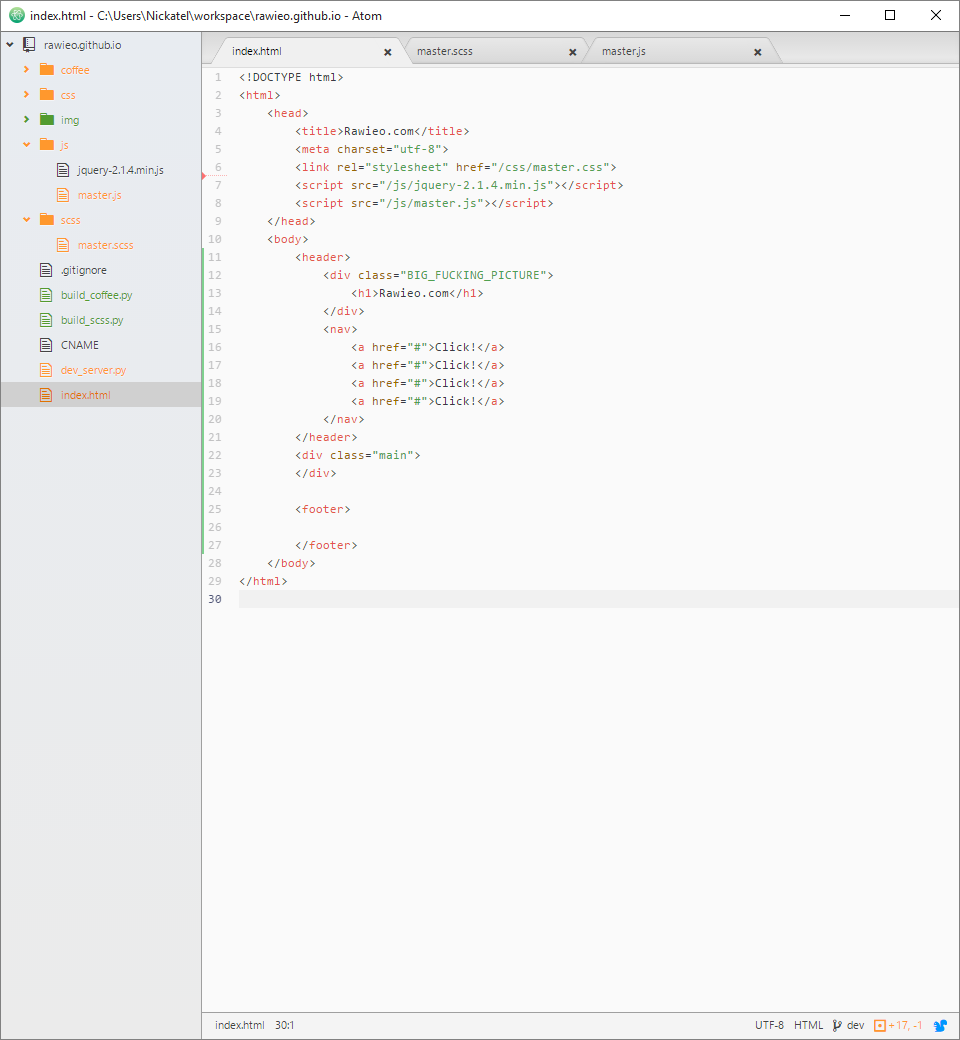 index.html - C:\Users\Nickatel\workspace\rawieo.github.io - Atom
rawieo.github.io
coffee
css
img
js
jquery-2.1.4.min.js
master.js
scss
master.scss
.gitignore
build_coffee.py
build_scss.py
CNAME
dev_server.py
index.html
index.html master.scss master.js
1 <!DOCTYPE html>
2 <html>
3     <head>
4         <title>Rawieo.com</title>
5         <meta charset="utf-8">
6         <link rel="stylesheet" href="/css/master.css">
7         <script src="/js/jquery-2.1.4.min.js"></script>
8         <script src="/js/master.js"></script>
9     </head>
10     <body>
11         <header>
12             <div class="BIG_FUCKING_PICTURE">
13                 <h1>Rawieo.com</h1>
14             </div>
15             <nav>
16                 <a href="#">Click!</a>
17                 <a href="#">Click!</a>
18                 <a href="#">Click!</a>
19                 <a href="#">Click!</a>
20             </nav>
21         </header>
22         <div class="main">
23         </div>
24
25         <footer>
26
27         </footer>
28     </body>
29 </html>
30
index.html 30:1 UTF-8 HTML dev +17, -1